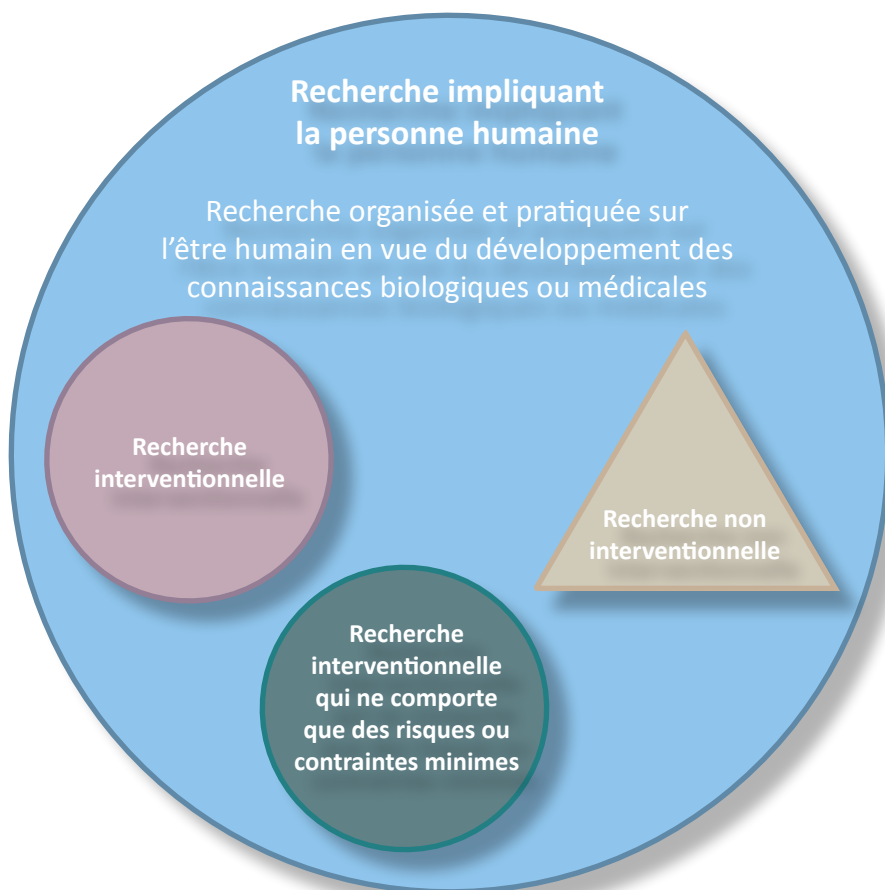 Recherche impliquant
la personne humaine
Recherche organisée et pratiquée sur
l'être humain en vue du développement des
connaissances biologiques ou médicales
Recherche
interventionnelle
Recherche non
interventionnelle
Recherche
interventionnelle
qui ne comporte
que des risques ou
contraintes minimes